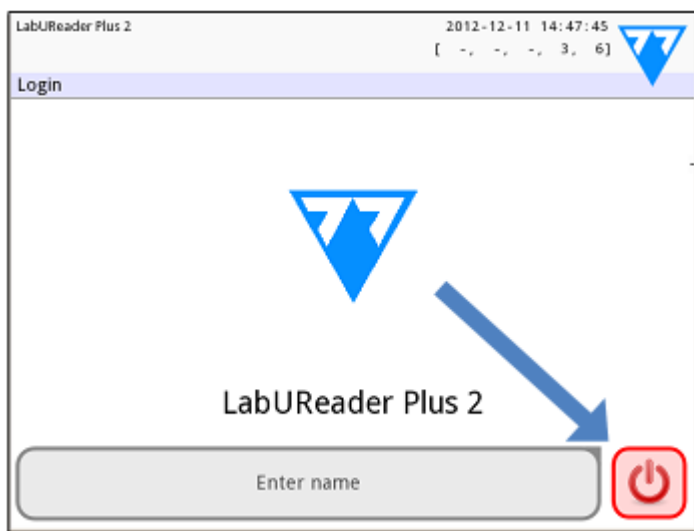 LabUReader Plus 2
2012-12-11 14:47:45
[ -, -, -, 3, 6]
Login
LabUReader Plus 2
Enter name